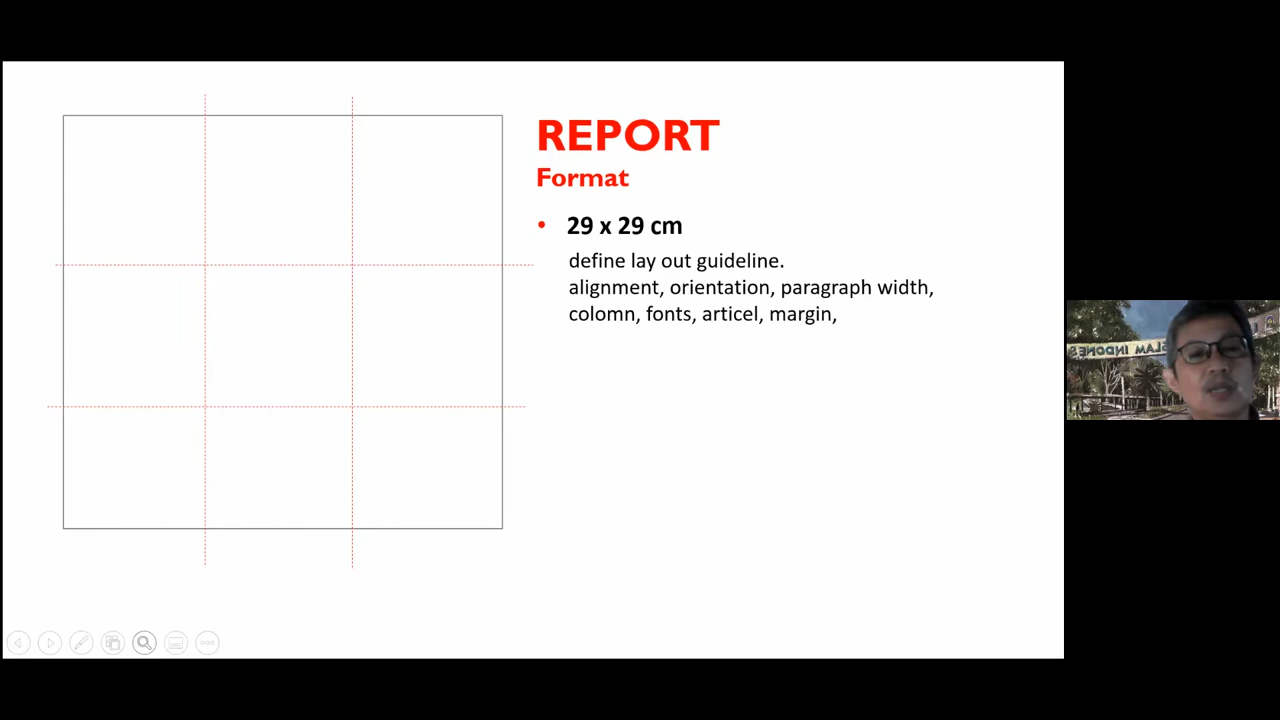 REPORT
Format
• 29 x 29 cm
define lay out guideline.
alignment, orientation, paragraph width,
colomn, fonts, articel, margin,